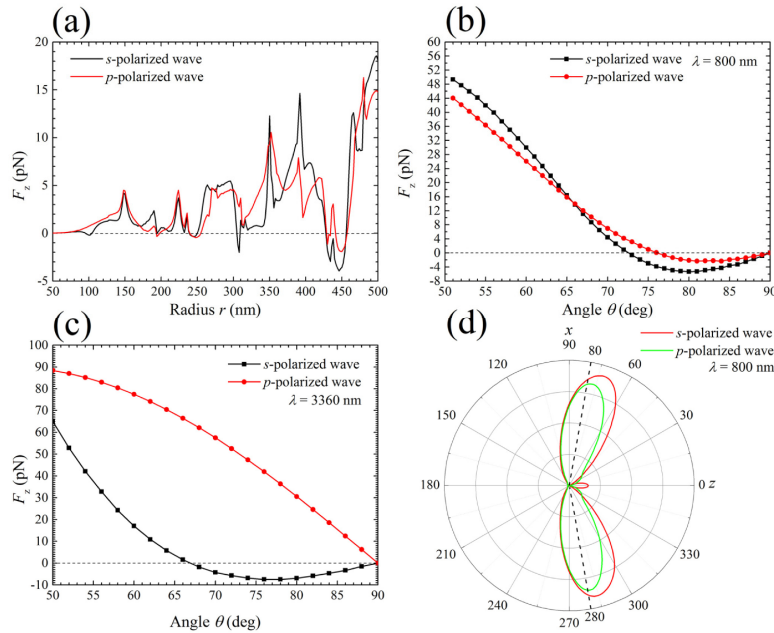 (a)
20
15
10
5
0
-5
F_z (pN)
s-polarized wave
p-polarized wave
50 100 150 200 250 300 350 400 450 500
Radius r (nm)
(b)
60
56
52
48
44
40
36
32
28
24
20
16
12
8
4
0
-4
-8
F_z (pN)
s-polarized wave
p-polarized wave
λ = 800 nm
50 55 60 65 70 75 80 85 90
Angle θ (deg)
(c)
100
90
80
70
60
50
40
30
20
10
0
-10
F_z (pN)
s-polarized wave
p-polarized wave
λ = 3360 nm
50 55 60 65 70 75 80 85 90
Angle θ (deg)
(d)
s-polarized wave
p-polarized wave
λ = 800 nm
x
90
80
120 60
150 30
180 0 z
210 330
240 300
270 280